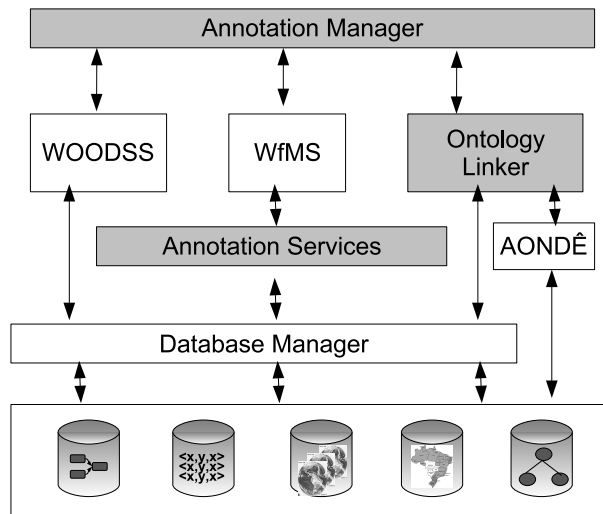 Annotation Manager
WOODSS
WfMS
Ontology
Linker
Annotation Services
AONDÊ
Database Manager
<x,y,x>
<x,y,x>
<x,y,x>